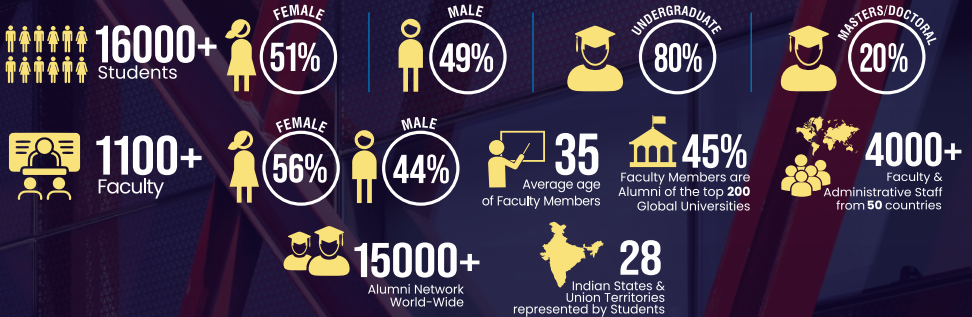 16000+
Students
FEMALE
51%
MALE
49%
UNDERGRADUATE
80%
MASTERS/DOCTORAL
20%
1100+
Faculty
FEMALE
56%
MALE
44%
35
Average age
of Faculty Members
45%
Faculty Members are
Alumni of the top 200
Global Universities
4000+
Faculty &
Administrative Staff
from 50 countries
15000+
Alumni Network
World-Wide
28
Indian States &
Union Territories
represented by Students